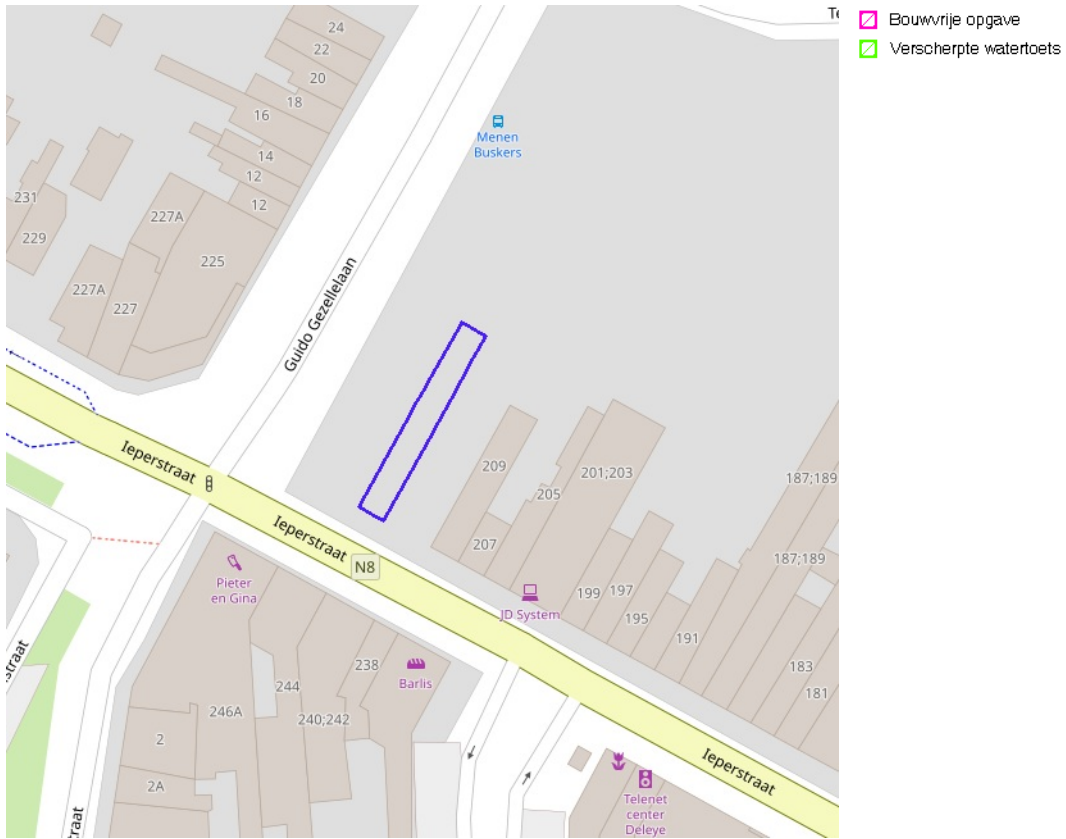 24
22
20
18
16
14
12
12
231
229
227A
225
227A
227
Guido Gezellelaan
Menen
Buskers
Te
Bouwvrije opgave
Verscherpte watertoets
Ieperstraat
Ieperstraat
N8
209
207
205
201;203
187;189
187;189
199
197
195
191
183
181
JD System
Pieter
en Gina
238
Barlis
244
246A
240;242
2
2A
straat
traat
Ieperstraat
Telenet
center
Deleye